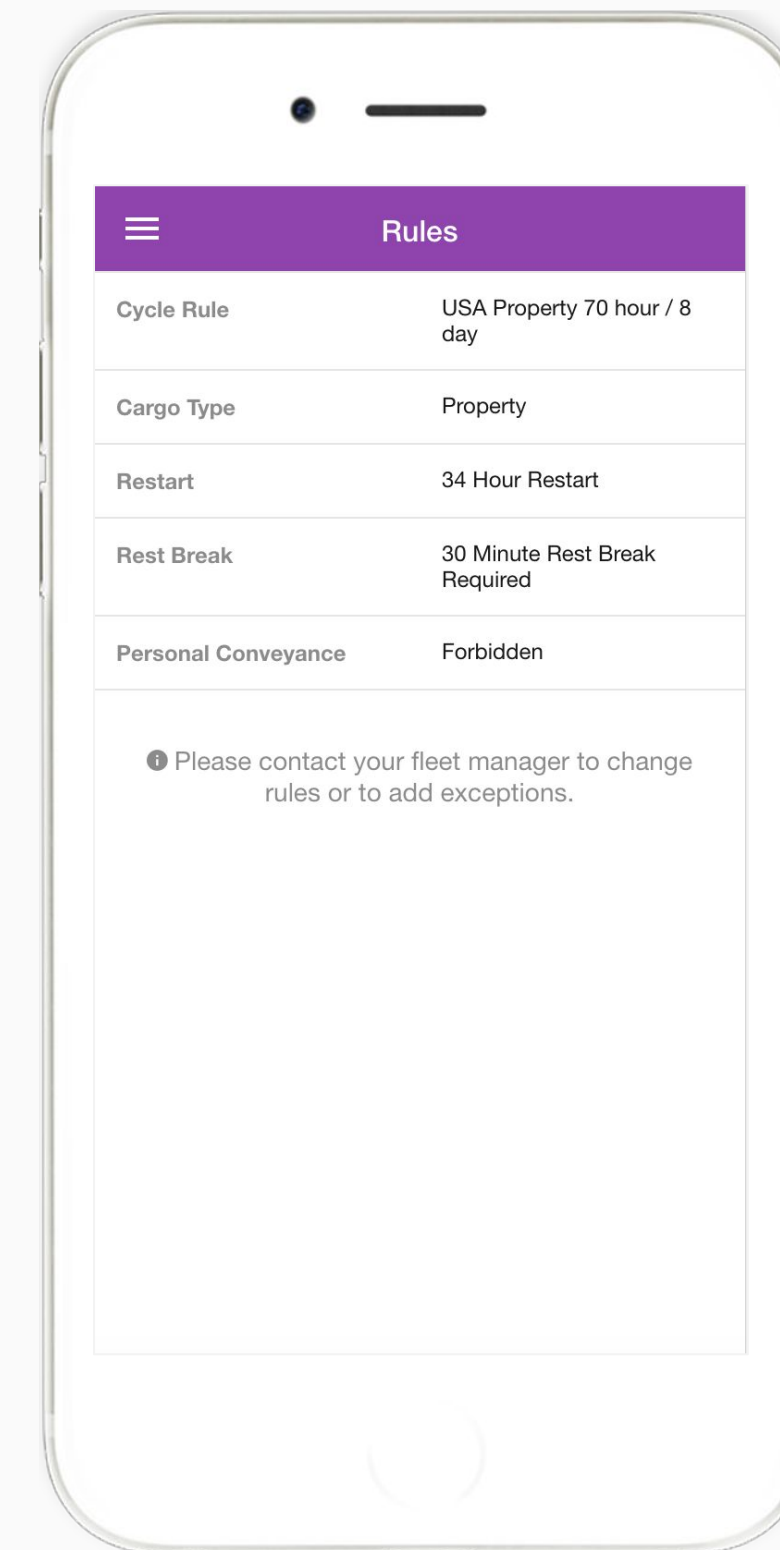 Rules
Cycle Rule
USA Property 70 hour / 8
day
Cargo Type
Property
Restart
34 Hour Restart
Rest Break
30 Minute Rest Break
Required
Personal Conveyance
Forbidden
Please contact your fleet manager to change
rules or to add exceptions.